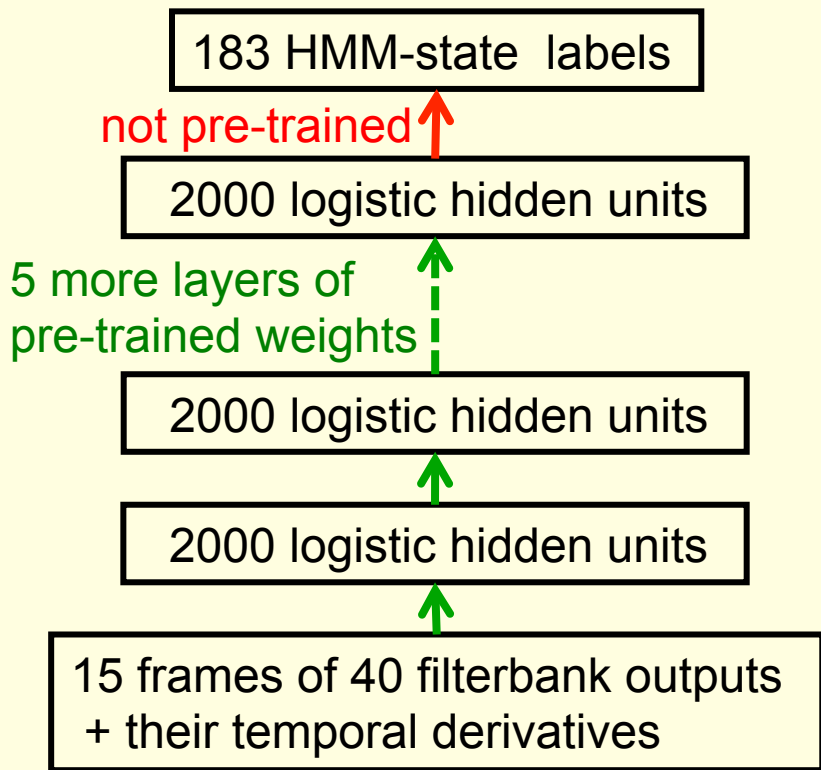 183 HMM-state labels
not pre-trained
2000 logistic hidden units
5 more layers of
pre-trained weights
2000 logistic hidden units
2000 logistic hidden units
15 frames of 40 filterbank outputs
+ their temporal derivatives